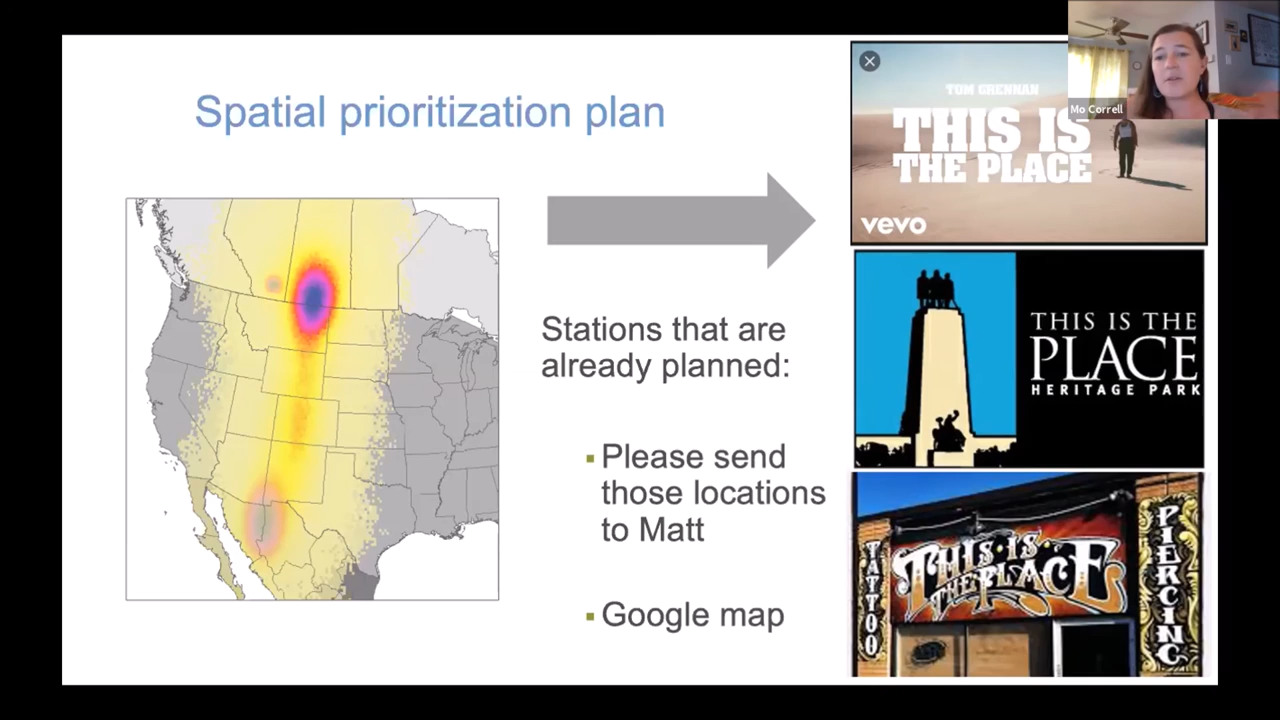 Spatial prioritization plan
Stations that are
already planned:
Please send
those locations
to Matt
Google map
TOM GRENNAN
THIS IS
THE PLACE
vevo
Mo Correll
THIS IS THE
PLACE
HERITAGE PARK
TATTOO
THIS IS
THE PLACE
PIERCING